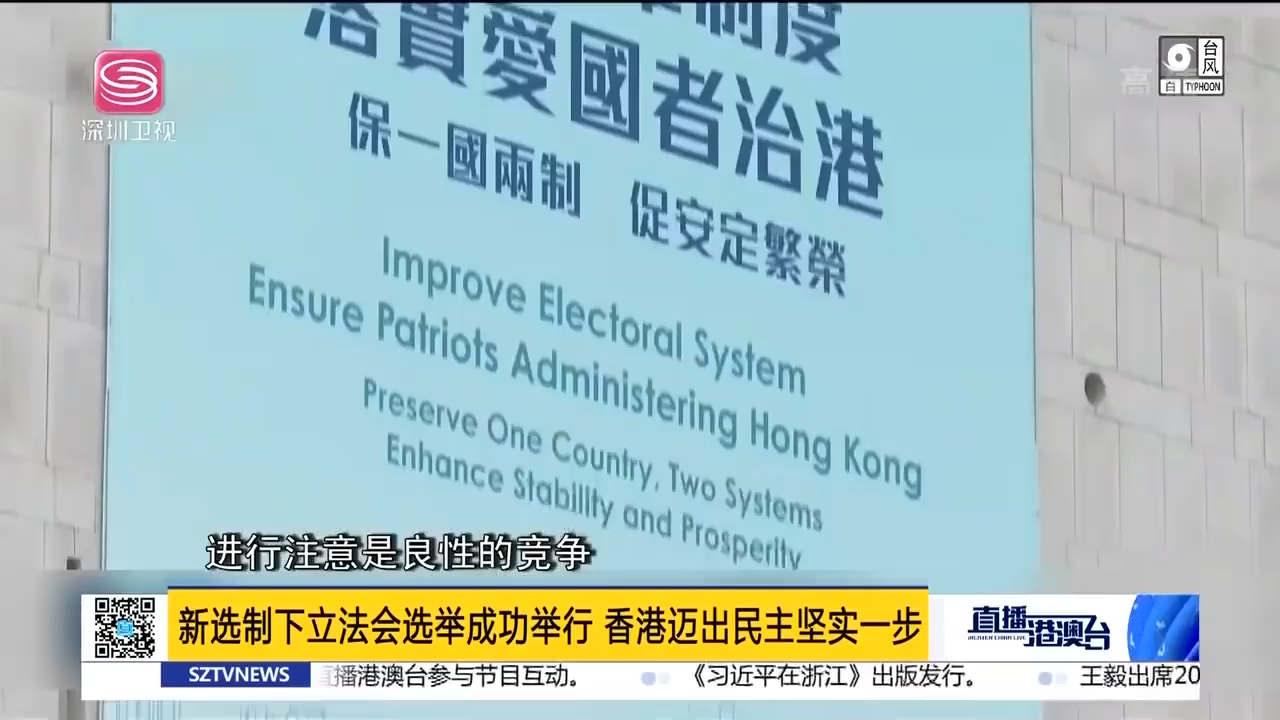 制度
落實愛國者治港
保一國兩制 促安定繁榮
Improve Electoral System
Ensure Patriots Administering Hong Kong
Preserve One Country, Two Systems
Enhance Stability and Prosperity
深圳卫视
高
台风
白 TYPHOON
进行注意是良性的竞争
新选制下立法会选举成功举行 香港迈出民主坚实一步
直播港澳台
SZTVNEWS
直播港澳台参与节目互动。 《习近平在浙江》出版发行。 王毅出席20